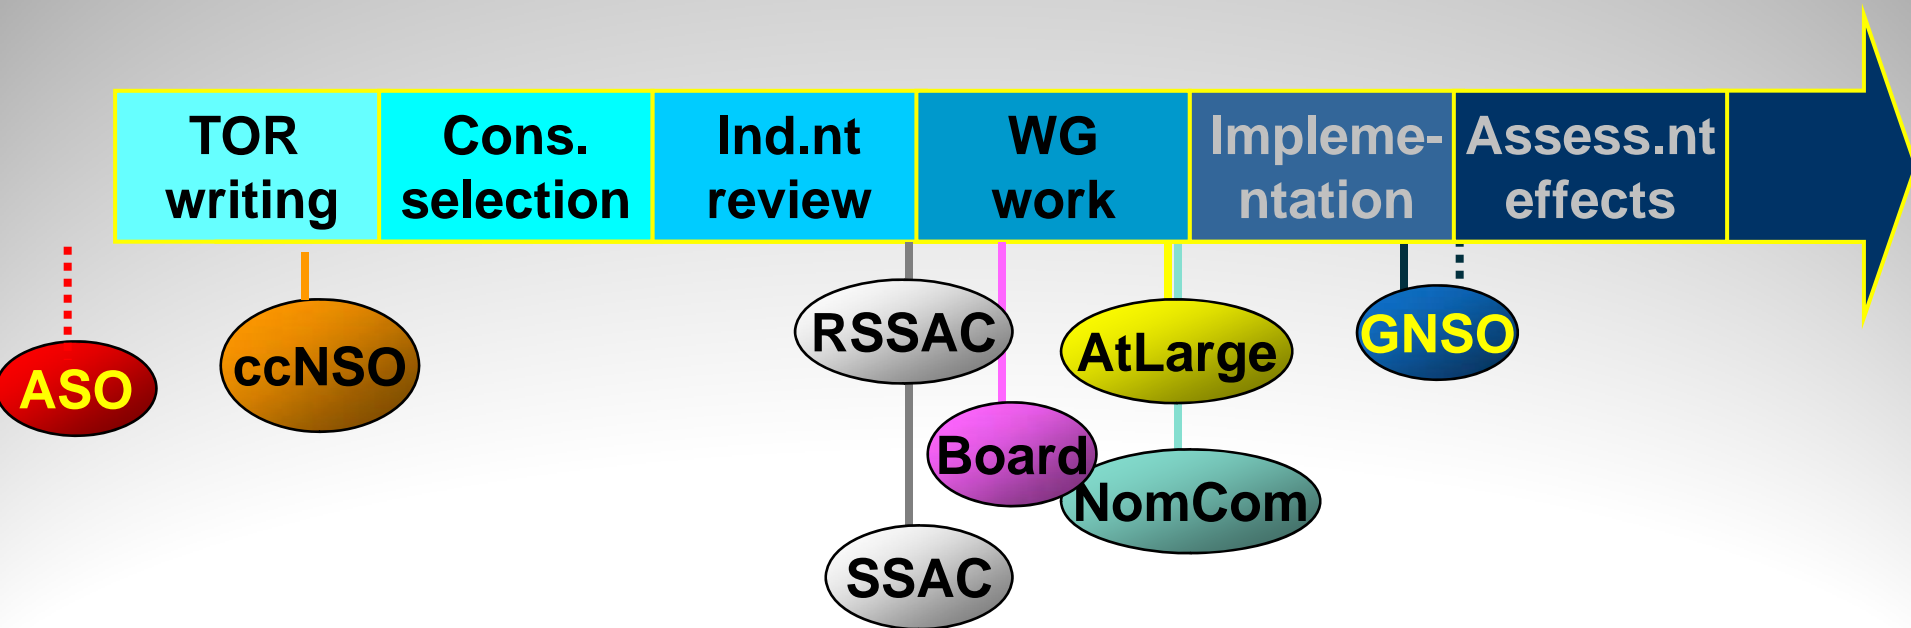 TOR
writing
Cons.
selection
Ind.nt
review
WG
work
Impleme-
ntation
Assess.nt
effects
ASO
ccNSO
RSSAC
AtLarge
GNSO
Board
NomCom
SSAC